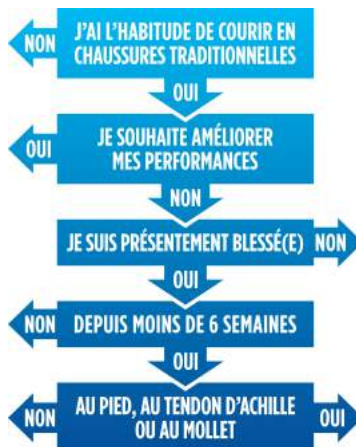 J'AI L'HABITUDE DE COURIR EN
NON
CHAUSSURES TRADITIONNELLES
OUI
JE SOUHAITE AMÉLIORER
OUI
MES PERFORMANCES
NON
JE SUIS PRÉSENTEMENT BLESSÉ(E) NON
OUI
NON DEPUIS MOINS DE 6 SEMAINES
OUI
AU PIED, AU TENDON D'ACHILLE
NON OUI
OU AU MOLLET